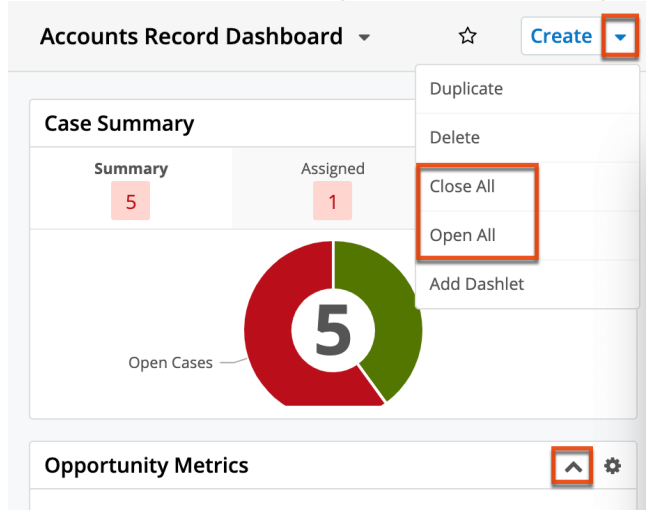 Accounts Record Dashboard
Create
Duplicate
Case Summary
Delete
Summary
Assigned
Close All
5
1
Open All
Add Dashlet
5
Open Cases
Opportunity Metrics